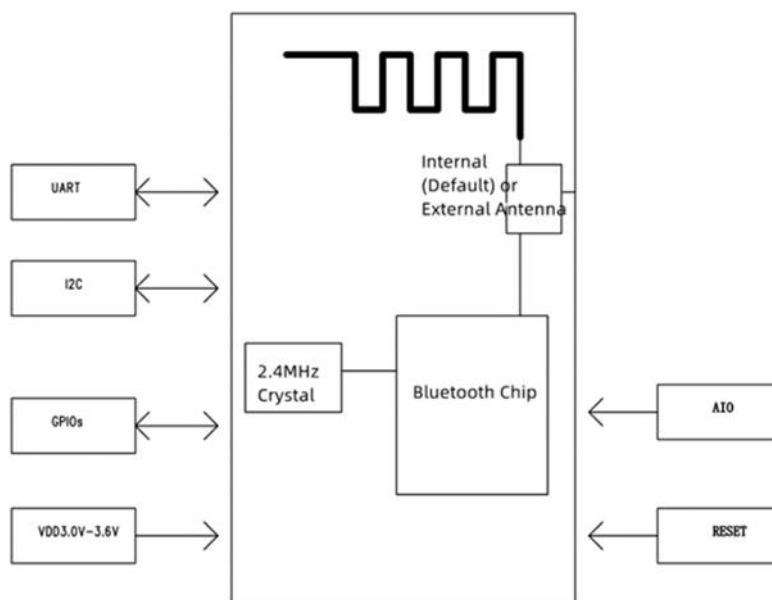 Internal
(Default) or
External Antenna
UART
I2C
2.4MHz
Crystal
Bluetooth Chip
GPIOs
AIO
VDD3.0V-3.6V
RESET